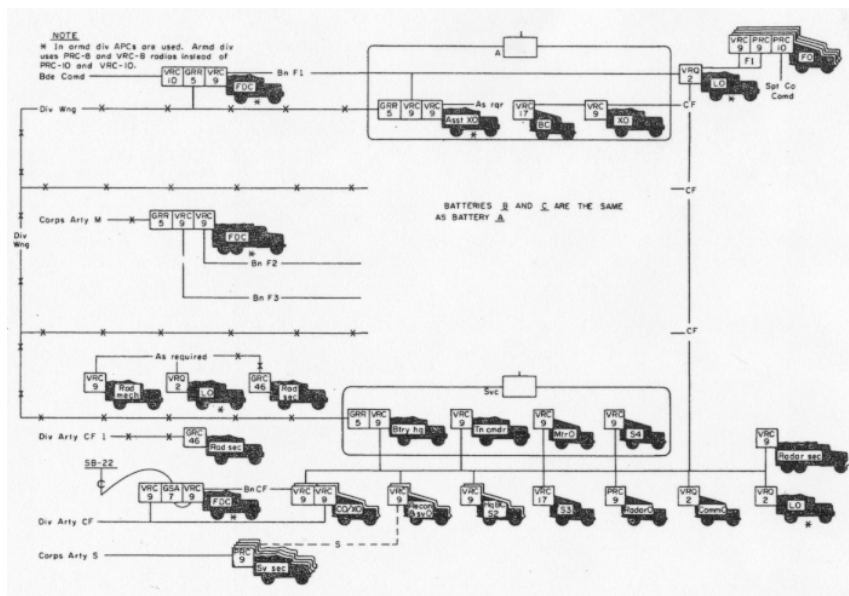 NOTE
* In armd div APCs are used. Armd div
uses PRC-8 and VRC-8 radios instead of
PRC-10 and VRC-10.
Bde Comd
VRC 10
GRR 5
VRC 9
FDC
*
Bn F1
A
VRQ 2
LO
*
VRC 9
PRC 9
PRC 10
FO
F1
Spt Co
Comd
Div Wng
GRR 5
VRC 9
VRC 9
Asst XO
*
As rqr
VRC 17
BC
VRC 9
XO
CF
CF
BATTERIES B AND C ARE THE SAME
AS BATTERY A
Corps Arty M
GRR 5
VRC 9
VRC 9
FDC
*
Div
Wng
Bn F2
Bn F3
CF
As required
VRC 9
Rad mech
VRQ 2
LO
*
GRC 46
Rad sec
Svc
GRR 5
VRC 9
Btry hq
VRC 9
Tn cmdr
VRC 9
MtrO
VRC 9
S4
Div Arty CF 1
GRC 46
Rad sec
VRC 9
Radar sec
SB-22
VRC 9
GSA 7
VRC 9
FDC
*
Bn CF
VRC 9
VRC 9
CO/XO
VRC 9
Recon
VRC 9
Hq Btry
S2
VRC 17
S3
PRC 9
RadarO
VRQ 2
CommO
VRQ 2
LO
*
Div Arty CF
S
Corps Arty S
PRC 9
Sv sec